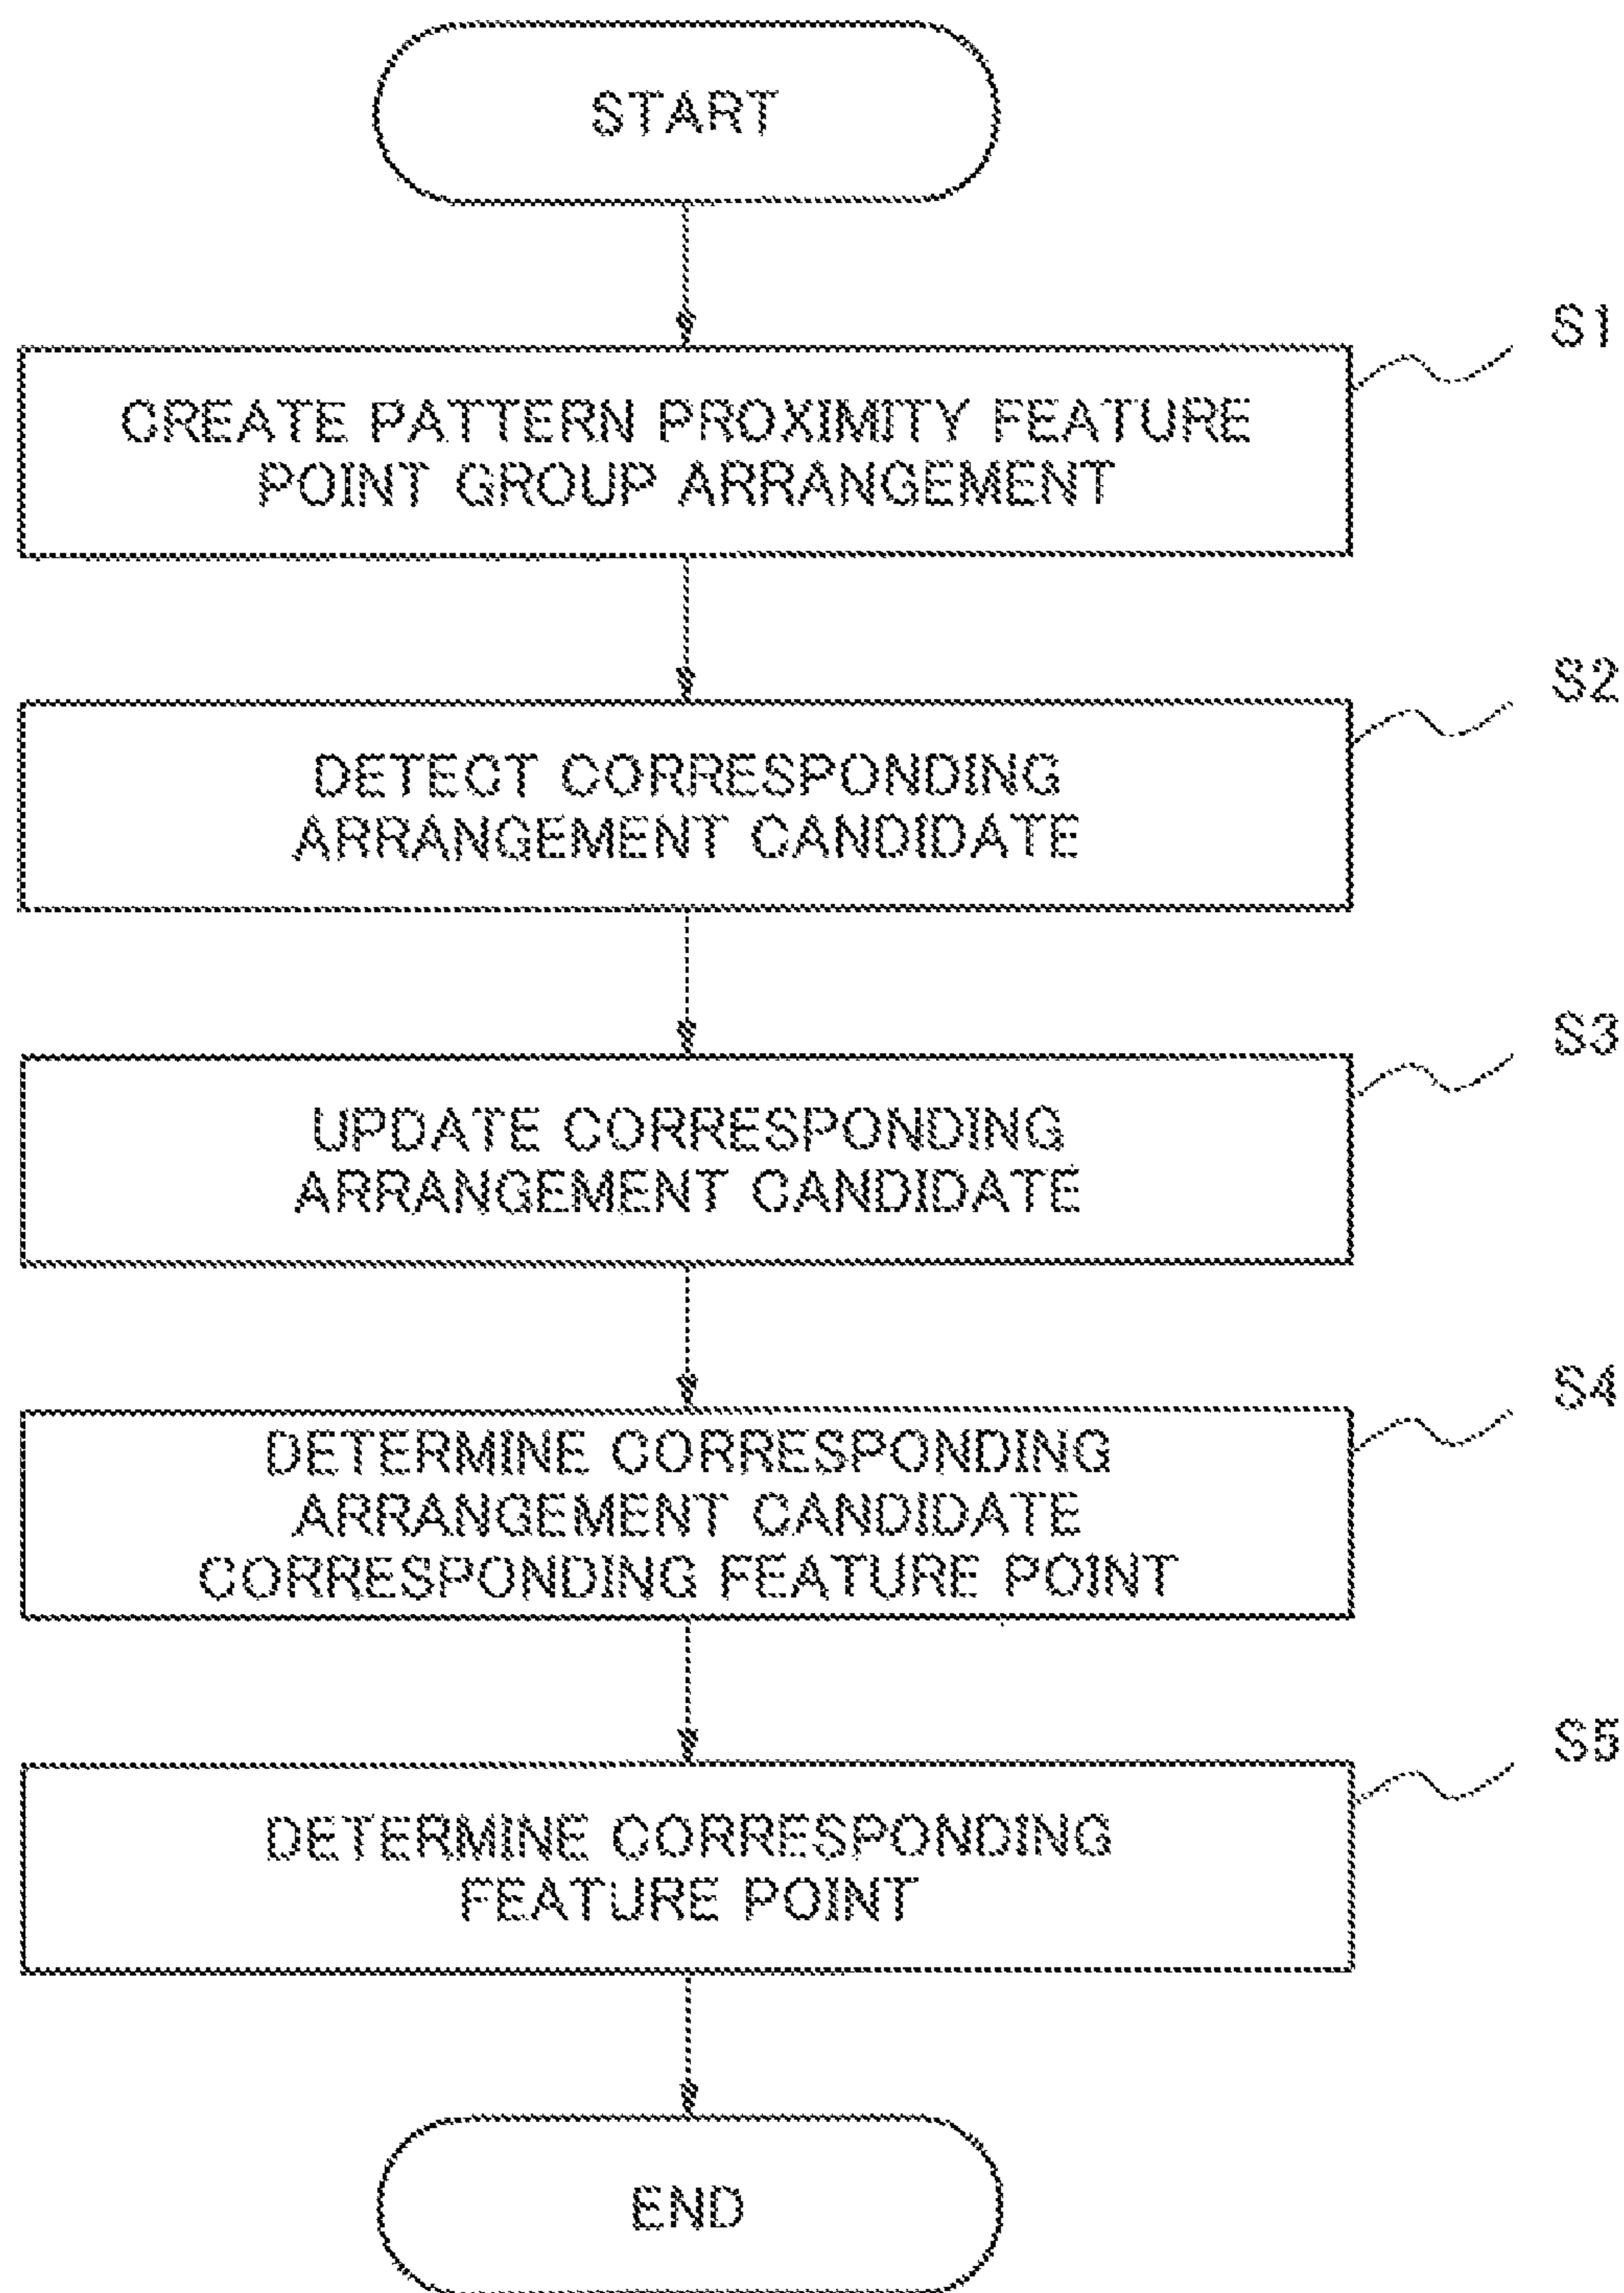 START
S1
CREATE PATTERN PROXIMITY FEATURE
POINT GROUP ARRANGEMENT
S2
DETECT CORRESPONDING
ARRANGEMENT CANDIDATE
S3
UPDATE CORRESPONDING
ARRANGEMENT CANDIDATE
S4
DETERMINE CORRESPONDING
ARRANGEMENT CANDIDATE
CORRESPONDING FEATURE POINT
S5
DETERMINE CORRESPONDING
FEATURE POINT
END